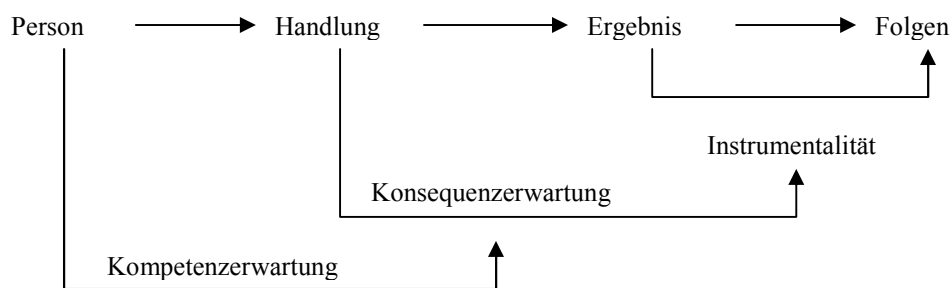 Person Handlung Ergebnis Folgen
Instrumentalität
Konsequenzerwartung
Kompetenzerwartung